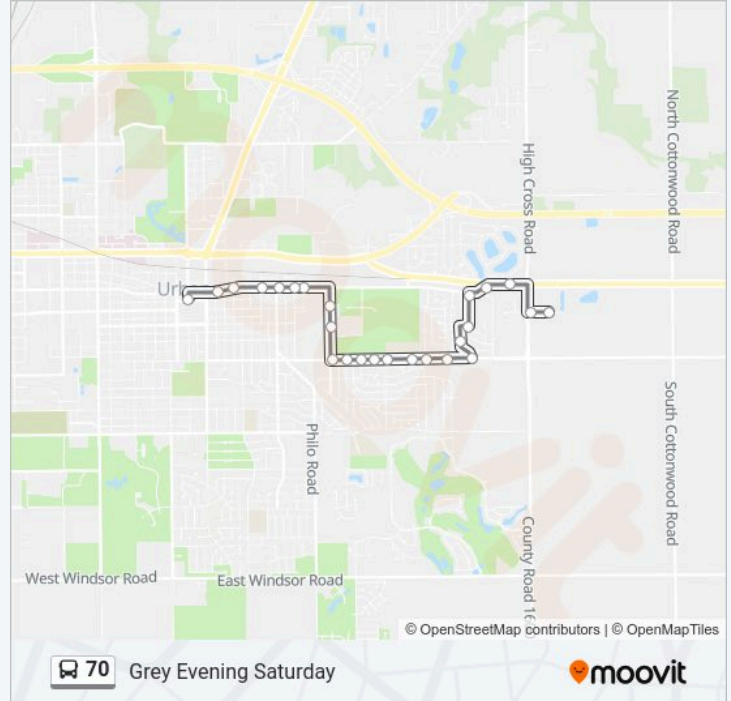 North Cottonwood Road
High Cross Road
Philo Road
South Cottonwood Road
County Road 16
West Windsor Road
East Windsor Road
© OpenStreetMap contributors | © OpenMapTiles
70 Grey Evening Saturday
moovit